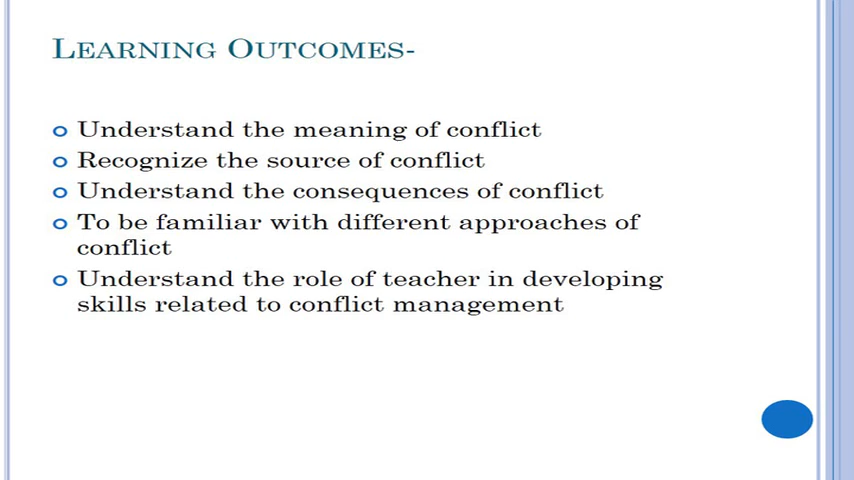 LEARNING OUTCOMES-
Understand the meaning of conflict
Recognize the source of conflict
Understand the consequences of conflict
To be familiar with different approaches of
conflict
Understand the role of teacher in developing
skills related to conflict management